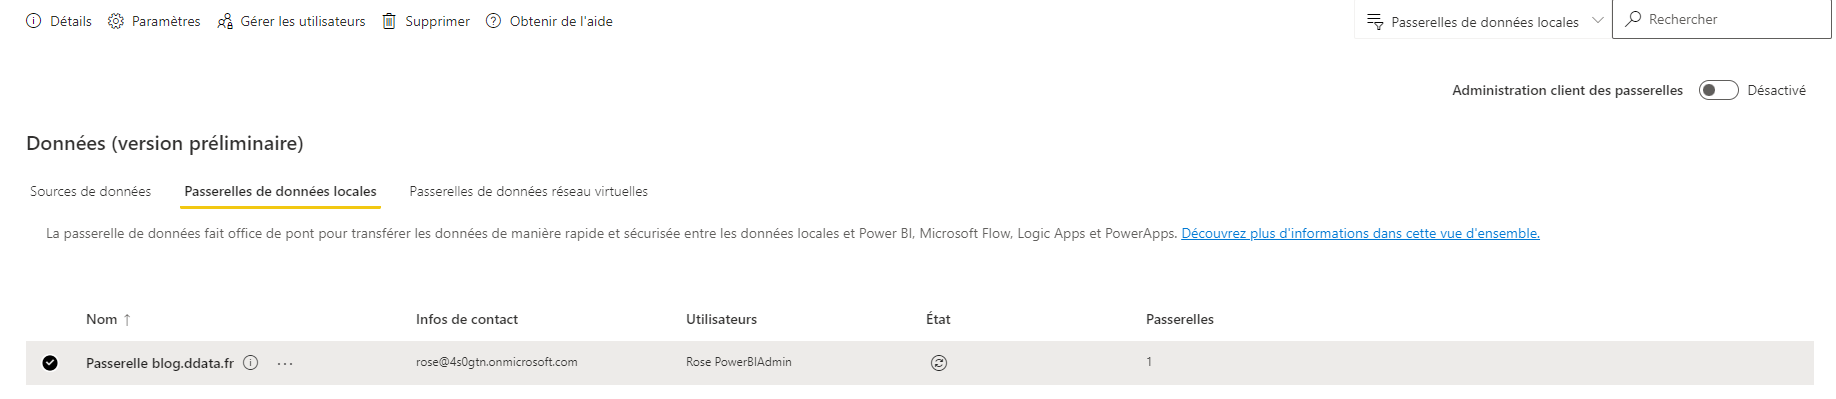 Détails Paramètres Gérer les utilisateurs Supprimer Obtenir de l'aide Passerelles de données locales Rechercher
Administration client des passerelles Désactivé
Données (version préliminaire)
Sources de données Passerelles de données locales Passerelles de données réseau virtuelles
La passerelle de données fait office de pont pour transférer les données de manière rapide et sécurisée entre les données locales et Power BI, Microsoft Flow, Logic Apps et PowerApps. Découvrez plus d'informations dans cette vue d'ensemble.
Nom ↑ Infos de contact Utilisateurs État Passerelles
Passerelle blog.ddata.fr ... rose@4s0gtn.onmicrosoft.com Rose PowerBIAdmin 1